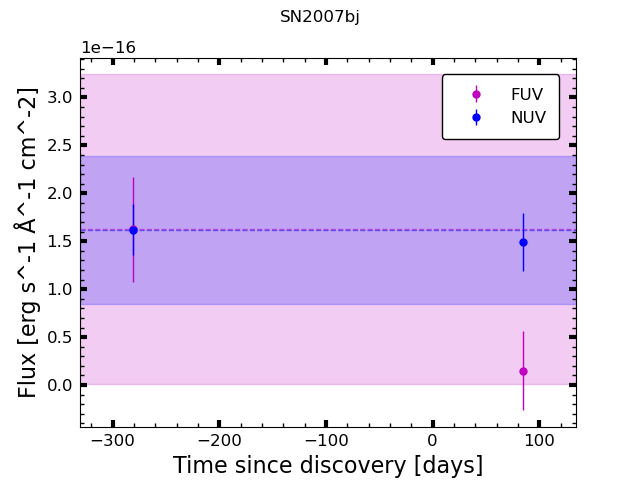 SN2007bj
1e−16
FUV
NUV
3.0
2.5
2.0
1.5
1.0
0.5
0.0
Flux [erg s^-1 Å^-1 cm^-2]
−300 −200 −100 0 100
Time since discovery [days]